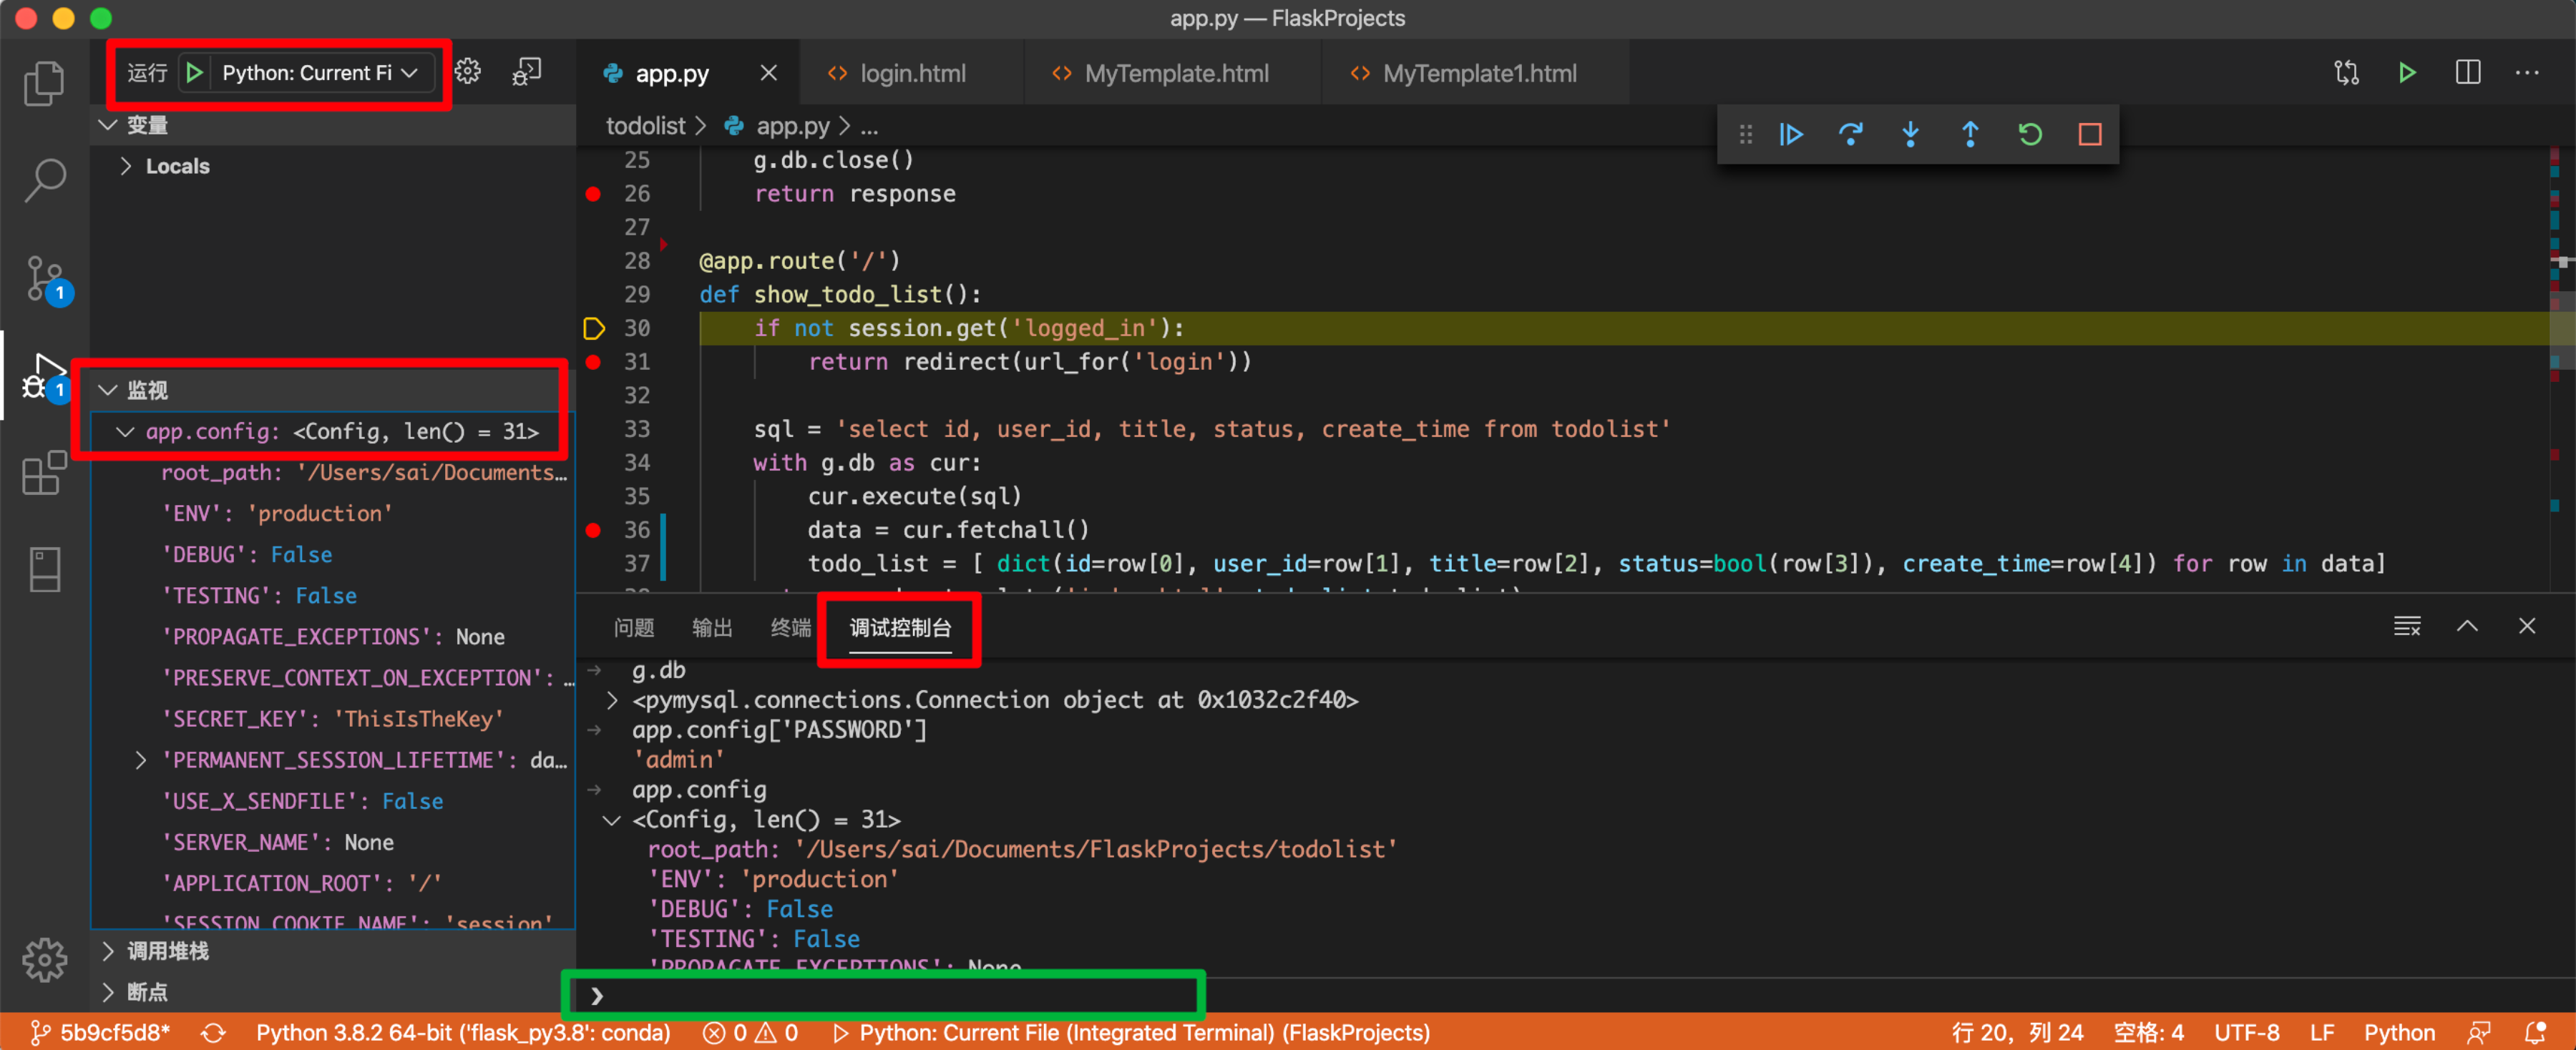 app.py — FlaskProjects
运行 Python: Current Fi
app.py login.html MyTemplate.html MyTemplate1.html
变量
Locals
监视
app.config: <Config, len() = 31>
root_path: '/Users/sai/Documents…
'ENV': 'production'
'DEBUG': False
'TESTING': False
'PROPAGATE_EXCEPTIONS': None
'PRESERVE_CONTEXT_ON_EXCEPTION': …
'SECRET_KEY': 'ThisIsTheKey'
'PERMANENT_SESSION_LIFETIME': da…
'USE_X_SENDFILE': False
'SERVER_NAME': None
'APPLICATION_ROOT': '/'
'SESSION_COOKIE_NAME': 'session'
调用堆栈
断点
1
1
todolist > app.py > ...
25 g.db.close()
26 return response
27
28 @app.route('/')
29 def show_todo_list():
30 if not session.get('logged_in'):
31 return redirect(url_for('login'))
32
33 sql = 'select id, user_id, title, status, create_time from todolist'
34 with g.db as cur:
35 cur.execute(sql)
36 data = cur.fetchall()
37 todo_list = [ dict(id=row[0], user_id=row[1], title=row[2], status=bool(row[3]), create_time=row[4]) for row in data]
问题 输出 终端 调试控制台
g.db
<pymysql.connections.Connection object at 0x1032c2f40>
app.config['PASSWORD']
'admin'
app.config
<Config, len() = 31>
root_path: '/Users/sai/Documents/FlaskProjects/todolist'
'ENV': 'production'
'DEBUG': False
'TESTING': False
'PROPAGATE_EXCEPTIONS': None
5b9cf5d8* Python 3.8.2 64-bit ('flask_py3.8': conda) 0 0 Python: Current File (Integrated Terminal) (FlaskProjects) 行 20，列 24 空格: 4 UTF-8 LF Python